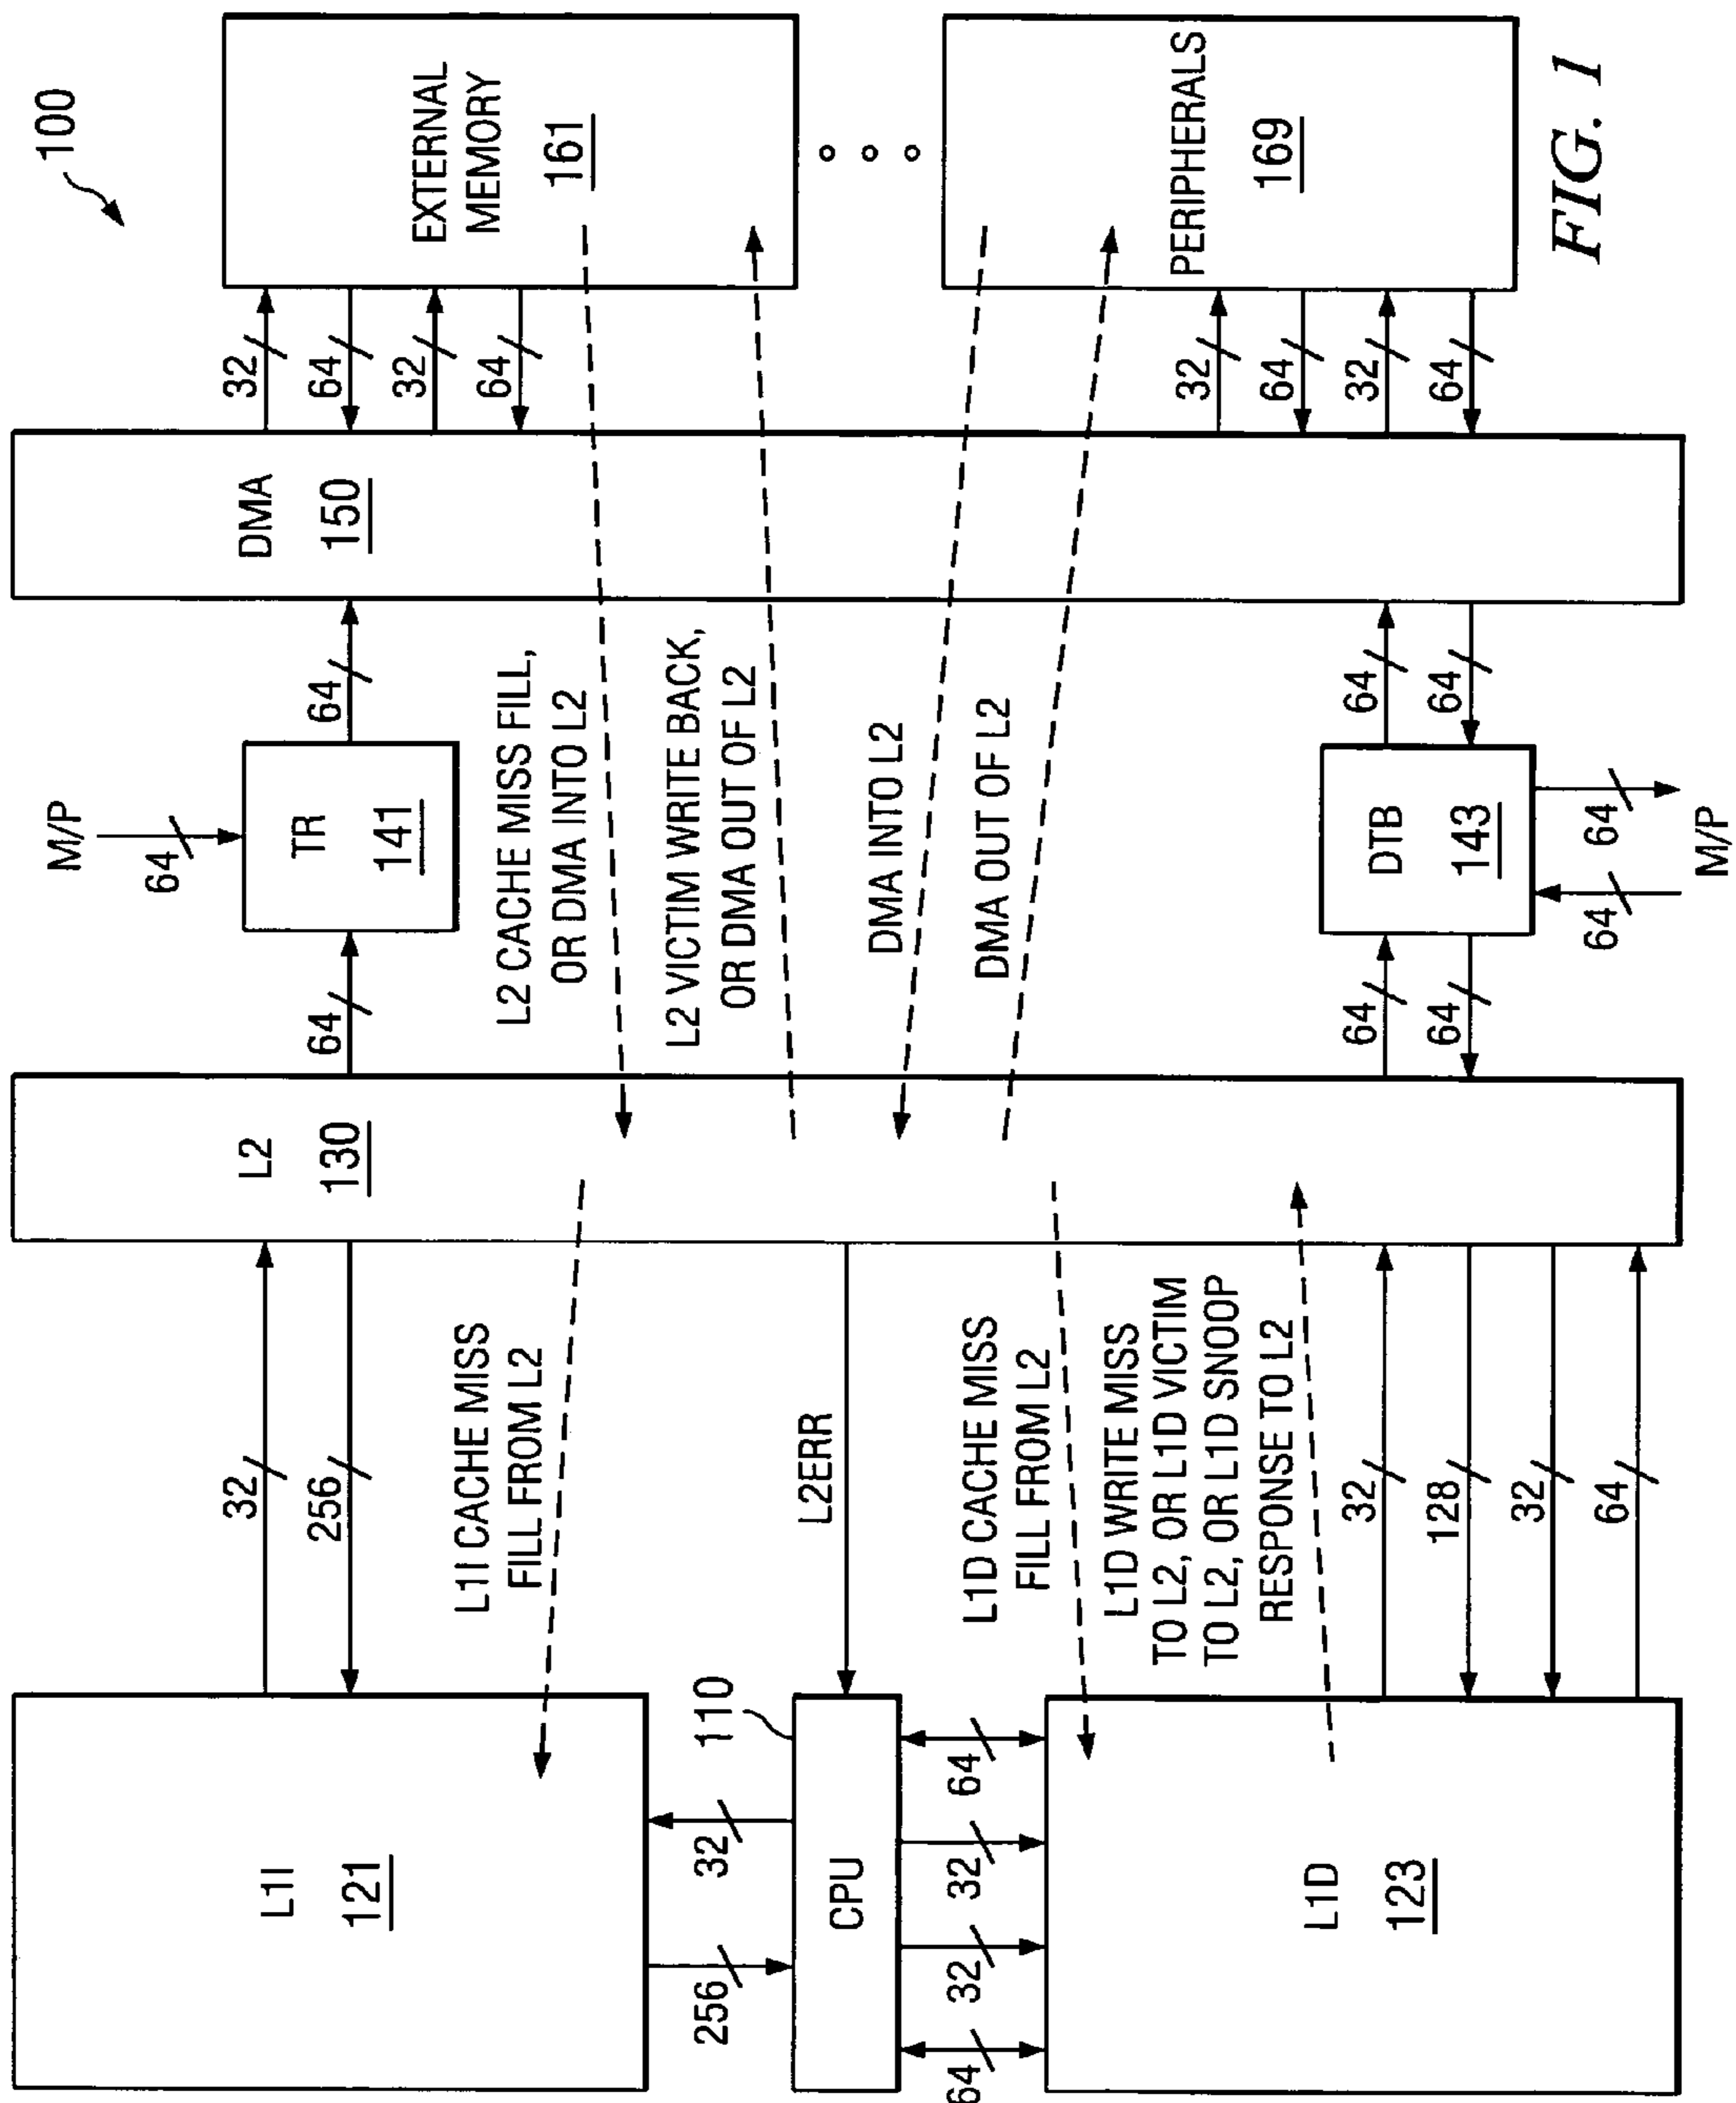 100
L1I
121
32
256
L1I CACHE MISS
FILL FROM L2
256
32
CPU
110
L2ERR
64
32
32
64
L1D
123
L1D CACHE MISS
FILL FROM L2
L1D WRITE MISS
TO L2, OR L1D VICTIM
TO L2, OR L1D SNOOP
RESPONSE TO L2
32
128
32
64
L2
130
64
M/P
64
TR
141
64
L2 CACHE MISS FILL,
OR DMA INTO L2
L2 VICTIM WRITE BACK,
OR DMA OUT OF L2
DMA INTO L2
DMA OUT OF L2
64
64
DTB
143
64
64
64
64
M/P
DMA
150
32
64
32
64
EXTERNAL
MEMORY
161
32
64
32
64
PERIPHERALS
169
FIG. 1